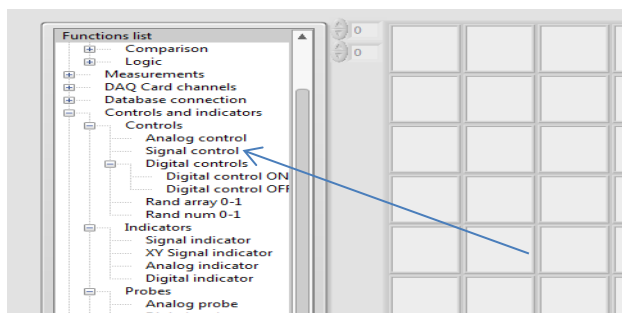 Functions list
Comparison
Logic
Measurements
DAQ Card channels
Database connection
Controls and indicators
Controls
Analog control
Signal control
Digital controls
Digital control ON
Digital control OFF
Rand array 0-1
Rand num 0-1
Indicators
Signal indicator
XY Signal indicator
Analog indicator
Digital indicator
Probes
Analog probe
0
0